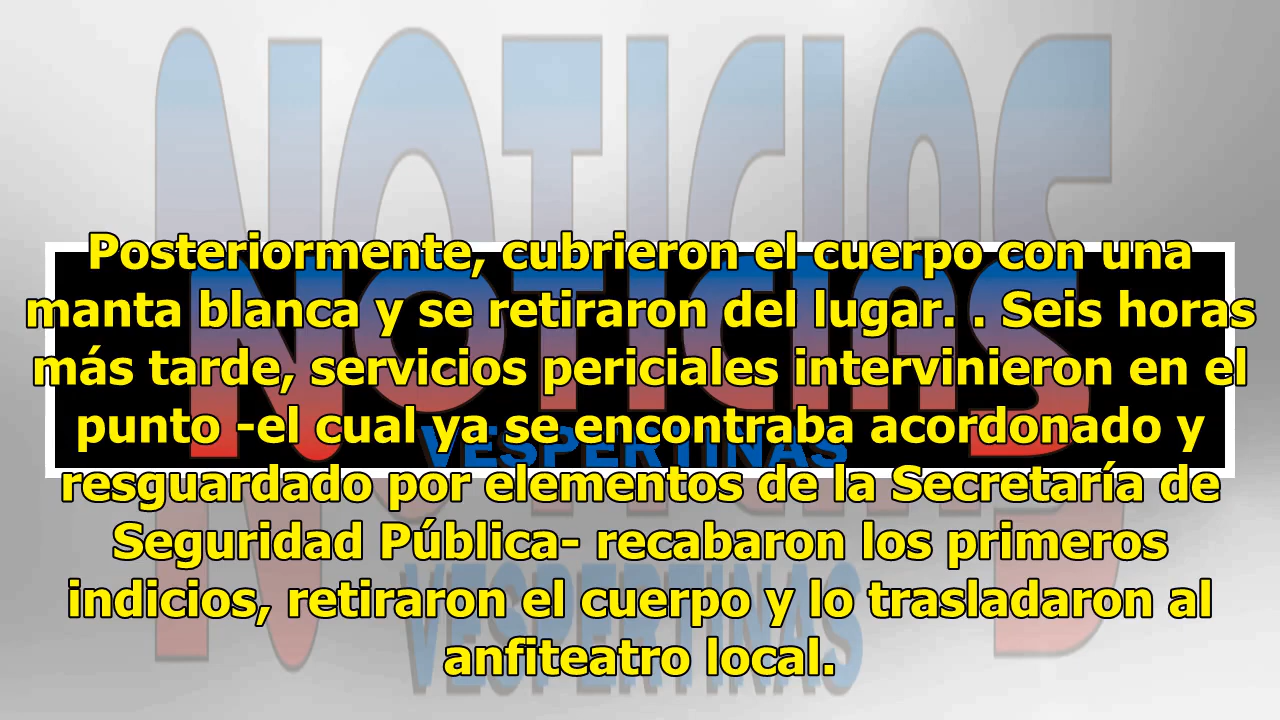 NOTICIAS
Posteriormente, cubrieron el cuerpo con una
manta blanca y se retiraron del lugar. . Seis horas
más tarde, servicios periciales intervinieron en el
punto -el cual ya se encontraba acordonado y
resguardado por elementos de la Secretaría de
Seguridad Pública- recabaron los primeros
indicios, retiraron el cuerpo y lo trasladaron al
anfiteatro local.
NOTICIAS
VESPERTINAS
VESPERTINAS